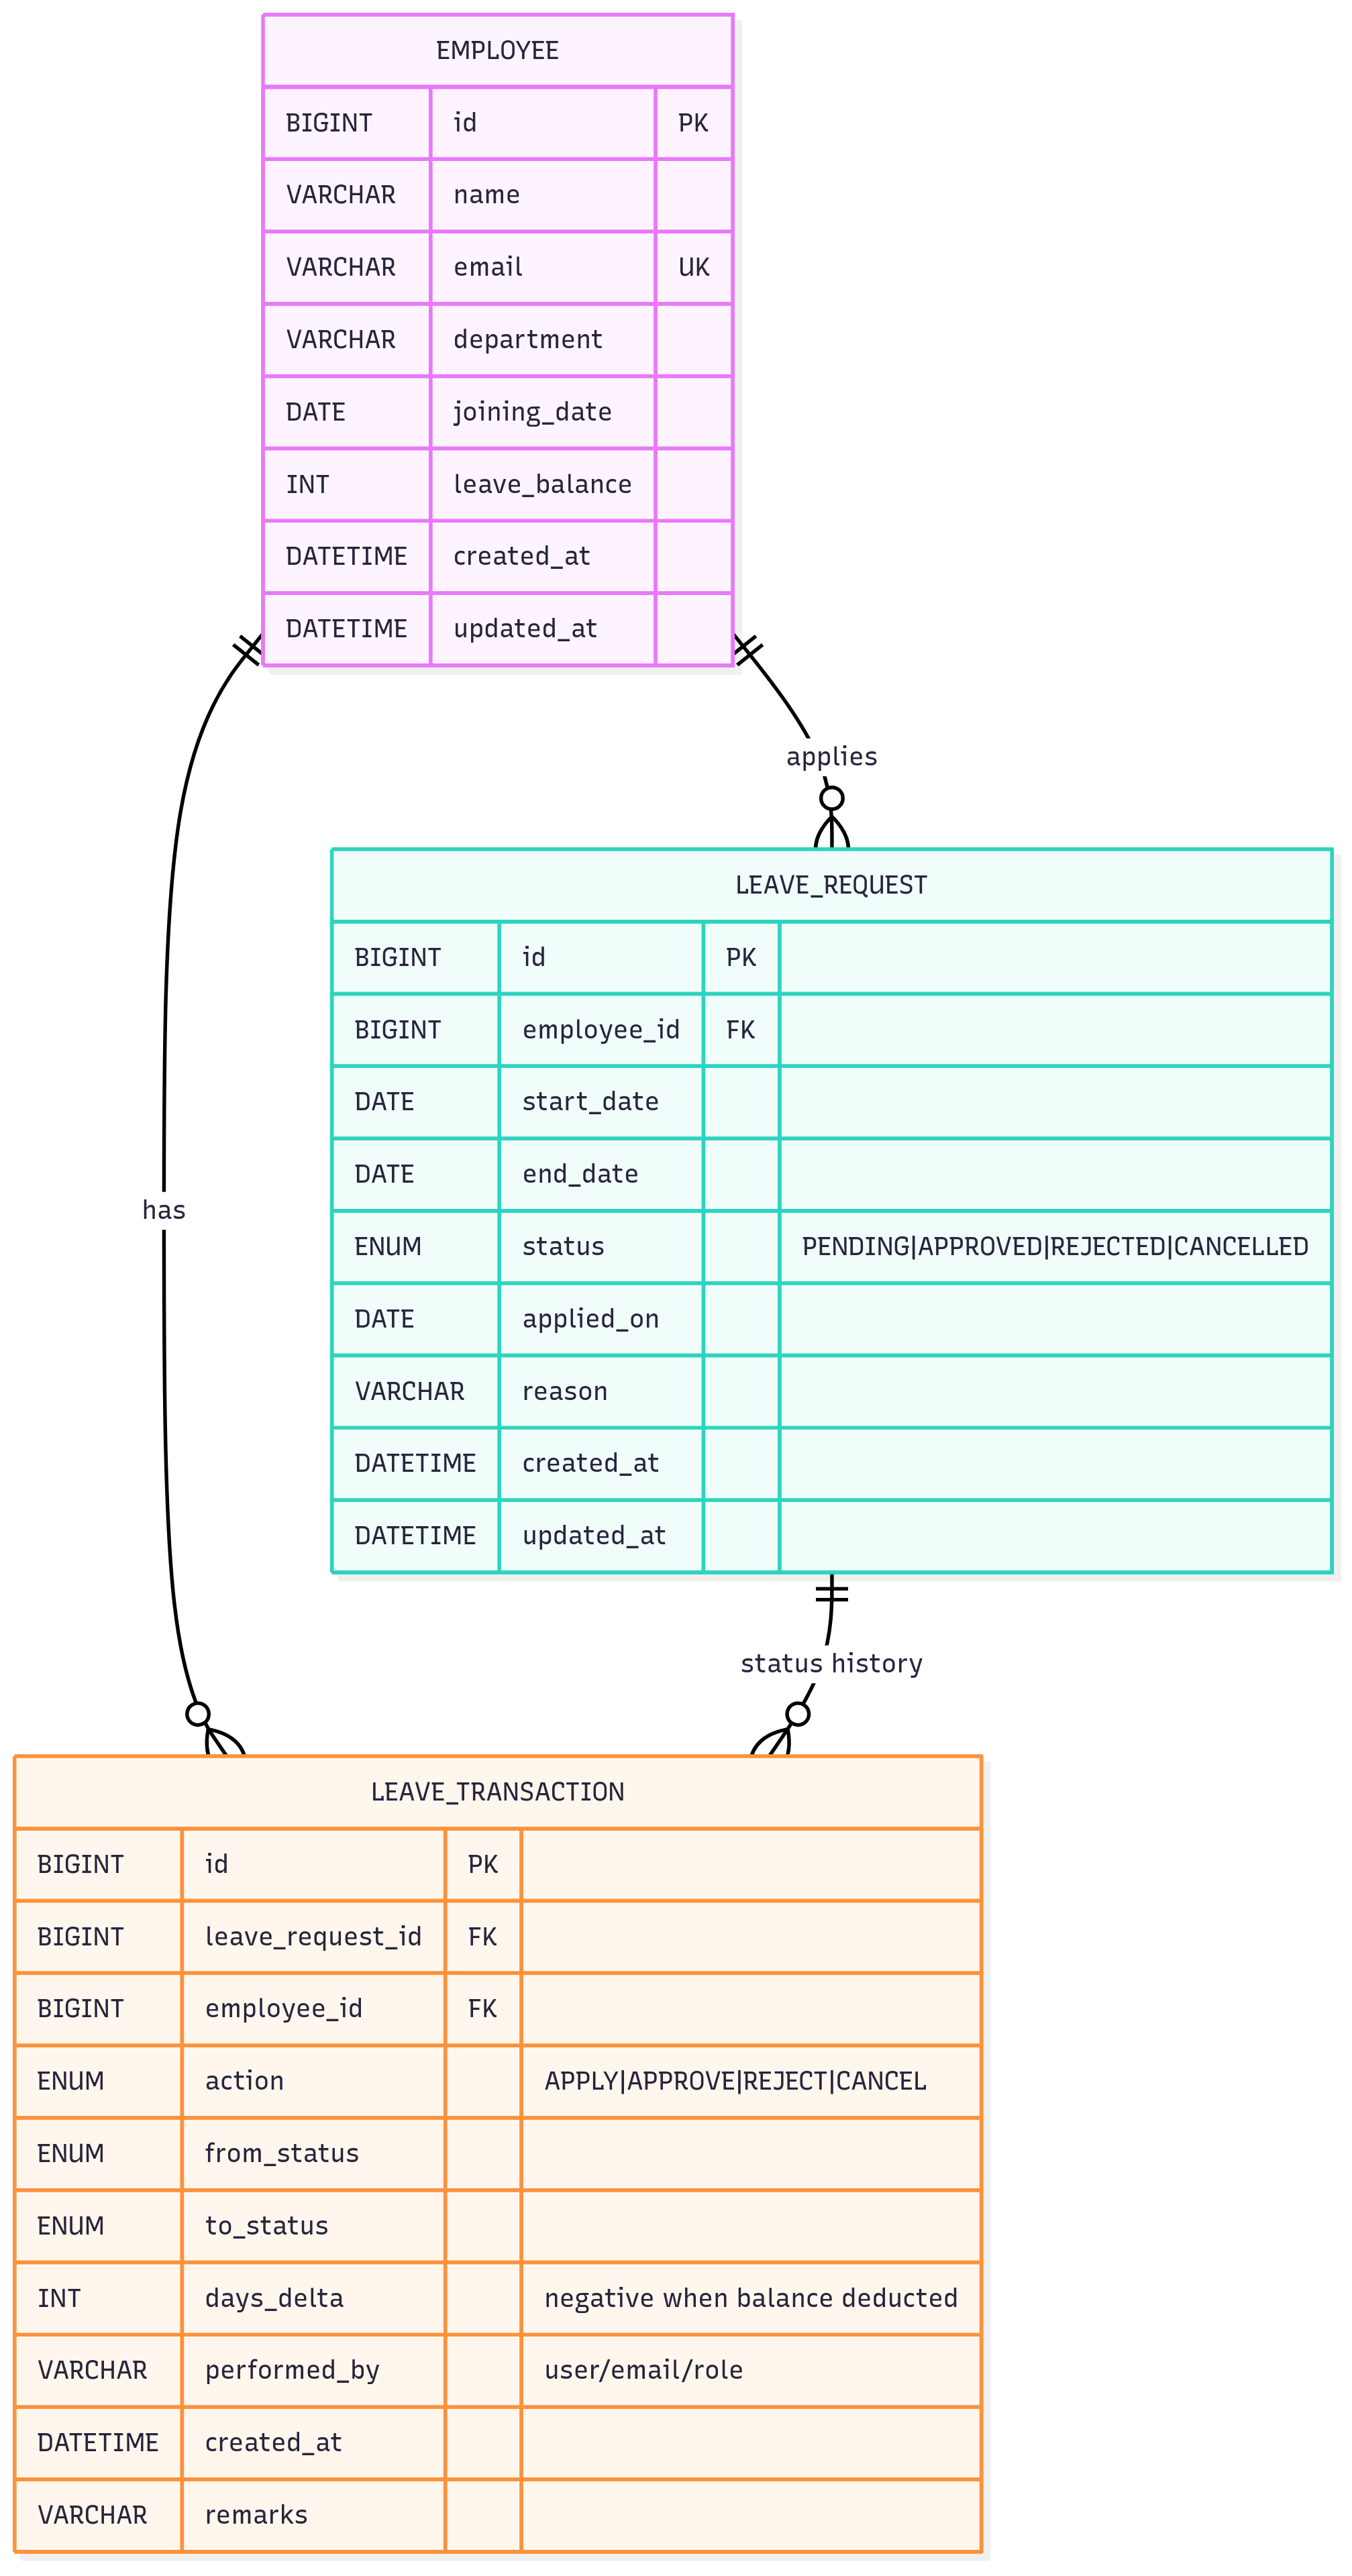 EMPLOYEE
BIGINT id PK
VARCHAR name
VARCHAR email UK
VARCHAR department
DATE joining_date
INT leave_balance
DATETIME created_at
DATETIME updated_at
applies
LEAVE_REQUEST
BIGINT id PK
BIGINT employee_id FK
DATE start_date
DATE end_date
ENUM status PENDING|APPROVED|REJECTED|CANCELLED
DATE applied_on
VARCHAR reason
DATETIME created_at
DATETIME updated_at
has
status history
LEAVE_TRANSACTION
BIGINT id PK
BIGINT leave_request_id FK
BIGINT employee_id FK
ENUM action APPLY|APPROVE|REJECT|CANCEL
ENUM from_status
ENUM to_status
INT days_delta negative when balance deducted
VARCHAR performed_by user/email/role
DATETIME created_at
VARCHAR remarks